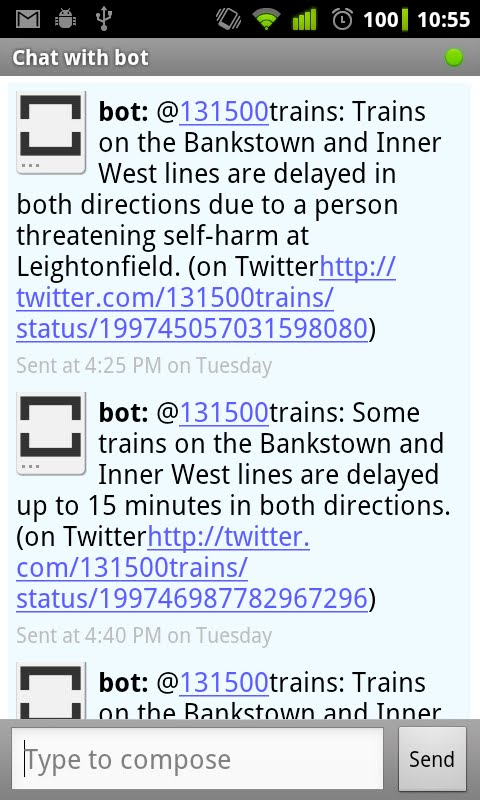 100 10:55
Chat with bot
bot: @131500trains: Trains
on the Bankstown and Inner
West lines are delayed in
both directions due to a person
threatening self-harm at
Leightonfield. (on Twitterhttp://
twitter.com/131500trains/
status/199745057031598080)
Sent at 4:25 PM on Tuesday
bot: @131500trains: Some
trains on the Bankstown and
Inner West lines are delayed
up to 15 minutes in both directions.
(on Twitterhttp://twitter.
com/131500trains/
status/199746987782967296)
Sent at 4:40 PM on Tuesday
bot: @131500trains: Trains
on the Bankstown and Inner
Type to compose
Send